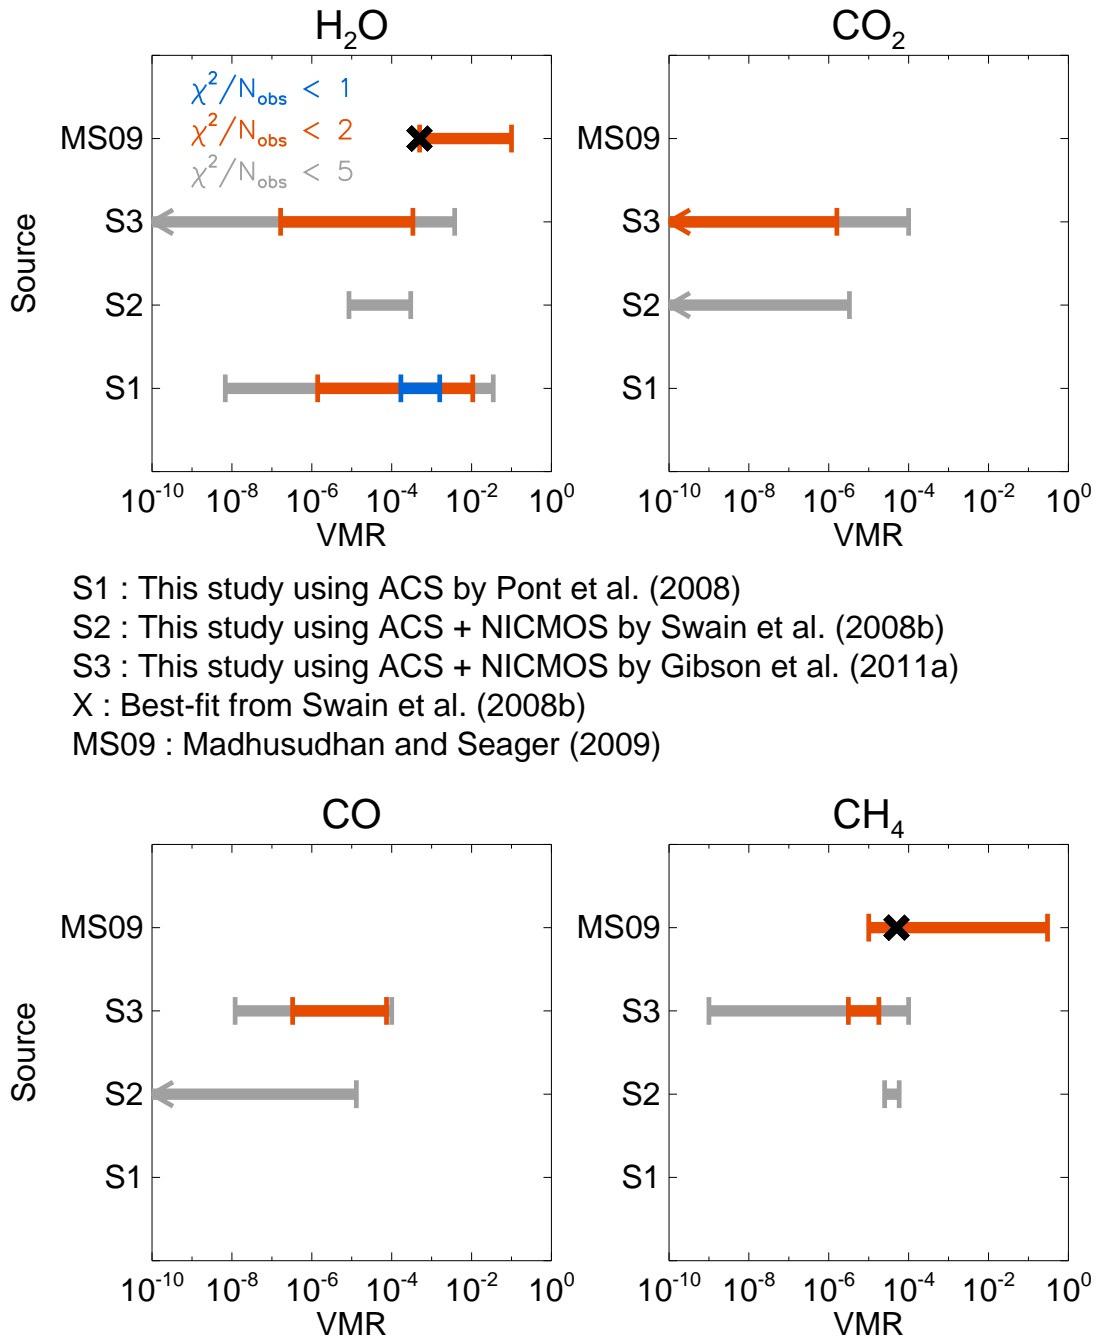 H₂O
CO₂
χ²/N_obs < 1
χ²/N_obs < 2
χ²/N_obs < 5
MS09
S3
S2
S1
Source
10⁻¹⁰ 10⁻⁸ 10⁻⁶ 10⁻⁴ 10⁻² 10⁰
VMR
MS09
S3
S2
S1
10⁻¹⁰ 10⁻⁸ 10⁻⁶ 10⁻⁴ 10⁻² 10⁰
VMR
S1 : This study using ACS by Pont et al. (2008)
S2 : This study using ACS + NICMOS by Swain et al. (2008b)
S3 : This study using ACS + NICMOS by Gibson et al. (2011a)
X : Best-fit from Swain et al. (2008b)
MS09 : Madhusudhan and Seager (2009)
CO
CH₄
MS09
S3
S2
S1
Source
10⁻¹⁰ 10⁻⁸ 10⁻⁶ 10⁻⁴ 10⁻² 10⁰
VMR
MS09
S3
S2
S1
10⁻¹⁰ 10⁻⁸ 10⁻⁶ 10⁻⁴ 10⁻² 10⁰
VMR